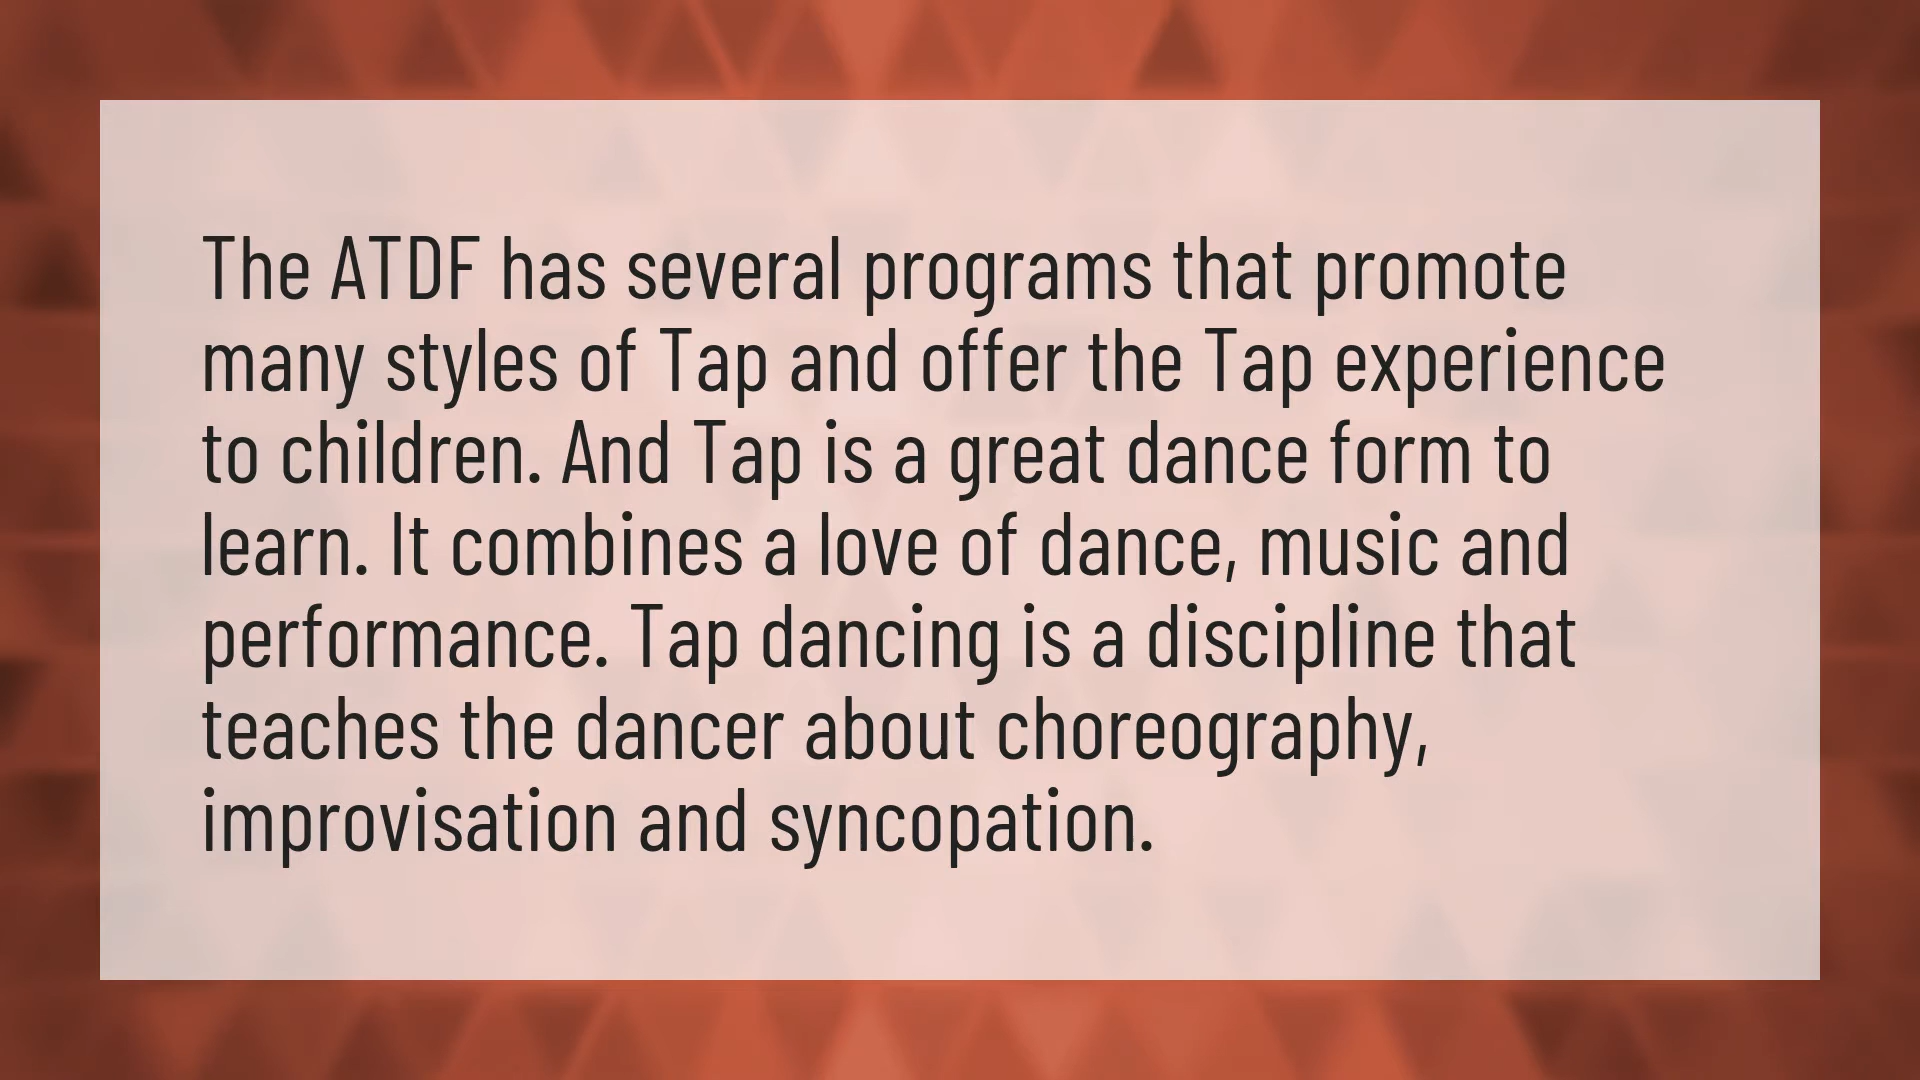 The ATDF has several programs that promote
many styles of Tap and offer the Tap experience
to children. And Tap is a great dance form to
learn. It combines a love of dance, music and
performance. Tap dancing is a discipline that
teaches the dancer about choreography,
improvisation and syncopation.